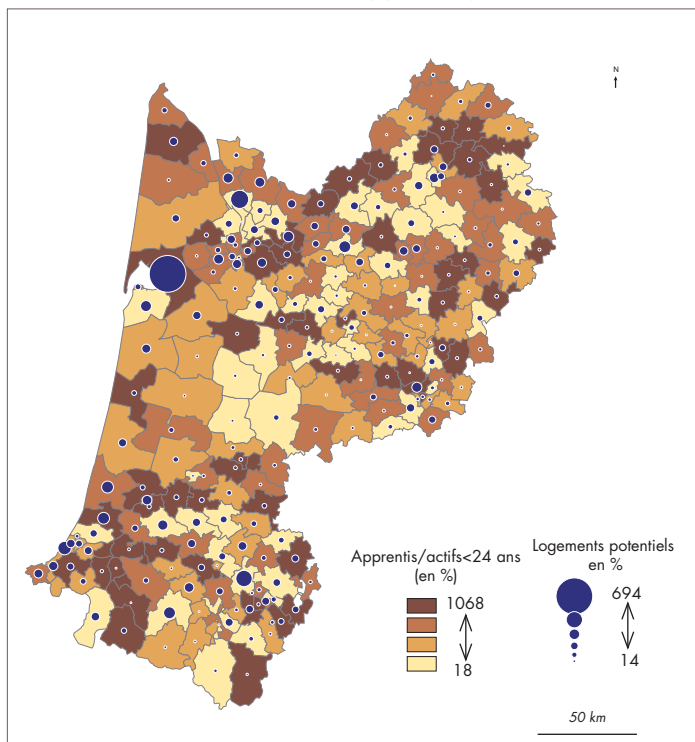 N
Apprentis/actifs<24 ans
(en %)
1068
18
Logements potentiels
en %
694
14
50 km